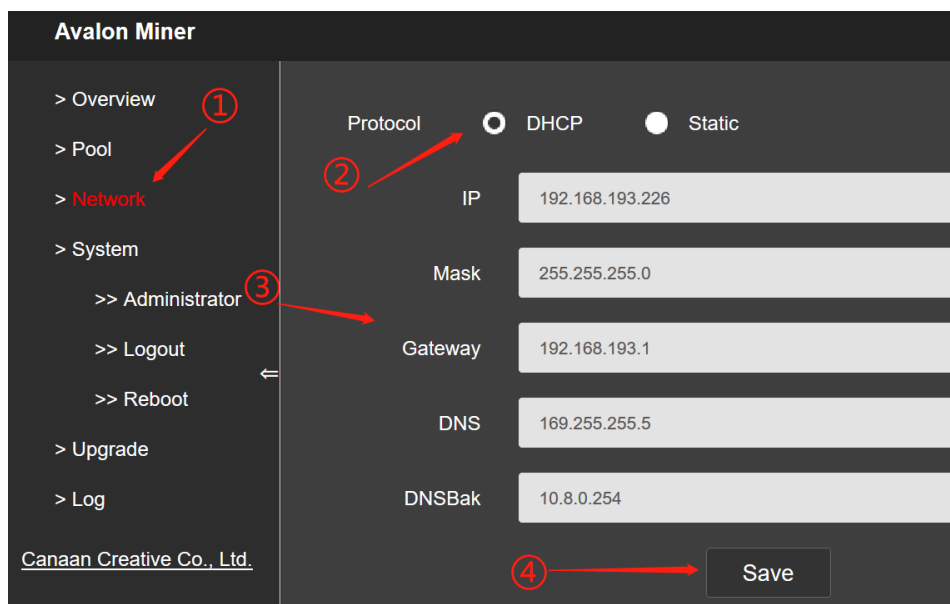 Avalon Miner
> Overview
①
> Pool
> Network
> System
>> Administrator
>> Logout
⇐
>> Reboot
> Upgrade
> Log
Canaan Creative Co., Ltd.
Protocol DHCP Static
②
IP 192.168.193.226
Mask 255.255.255.0
③
Gateway 192.168.193.1
DNS 169.255.255.5
DNSBak 10.8.0.254
④
Save